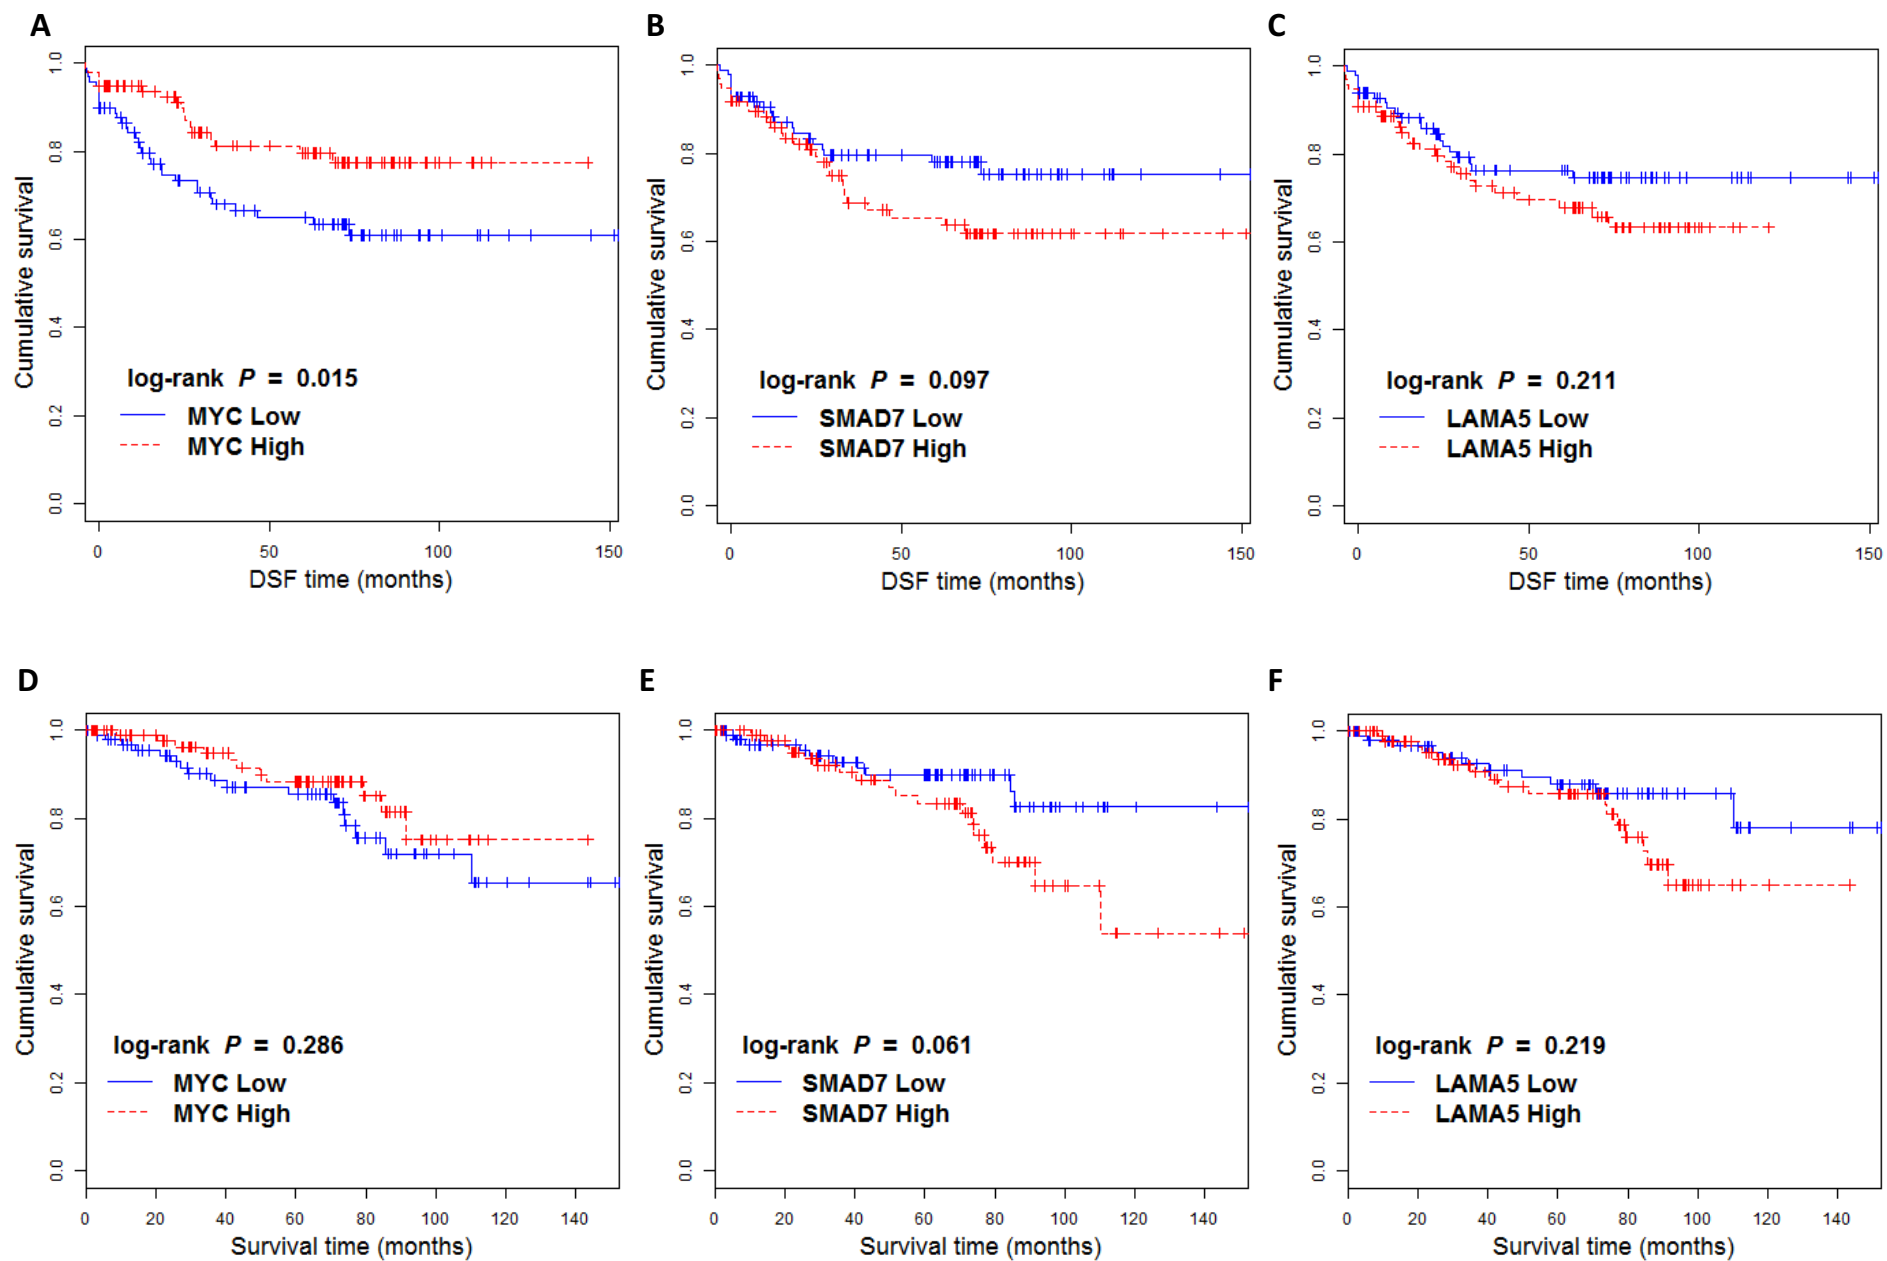 A
1.0
0.8
0.6
0.4
0.2
0.0
Cumulative survival
log-rank P = 0.015
MYC Low
MYC High
0 50 100 150
DSF time (months)
B
1.0
0.8
0.6
0.4
0.2
0.0
Cumulative survival
log-rank P = 0.097
SMAD7 Low
SMAD7 High
0 50 100 150
DSF time (months)
C
1.0
0.8
0.6
0.4
0.2
0.0
Cumulative survival
log-rank P = 0.211
LAMA5 Low
LAMA5 High
0 50 100 150
DSF time (months)
D
1.0
0.8
0.6
0.4
0.2
0.0
Cumulative survival
log-rank P = 0.286
MYC Low
MYC High
0 20 40 60 80 100 120 140
Survival time (months)
E
1.0
0.8
0.6
0.4
0.2
0.0
Cumulative survival
log-rank P = 0.061
SMAD7 Low
SMAD7 High
0 20 40 60 80 100 120 140
Survival time (months)
F
1.0
0.8
0.6
0.4
0.2
0.0
Cumulative survival
log-rank P = 0.219
LAMA5 Low
LAMA5 High
0 20 40 60 80 100 120 140
Survival time (months)